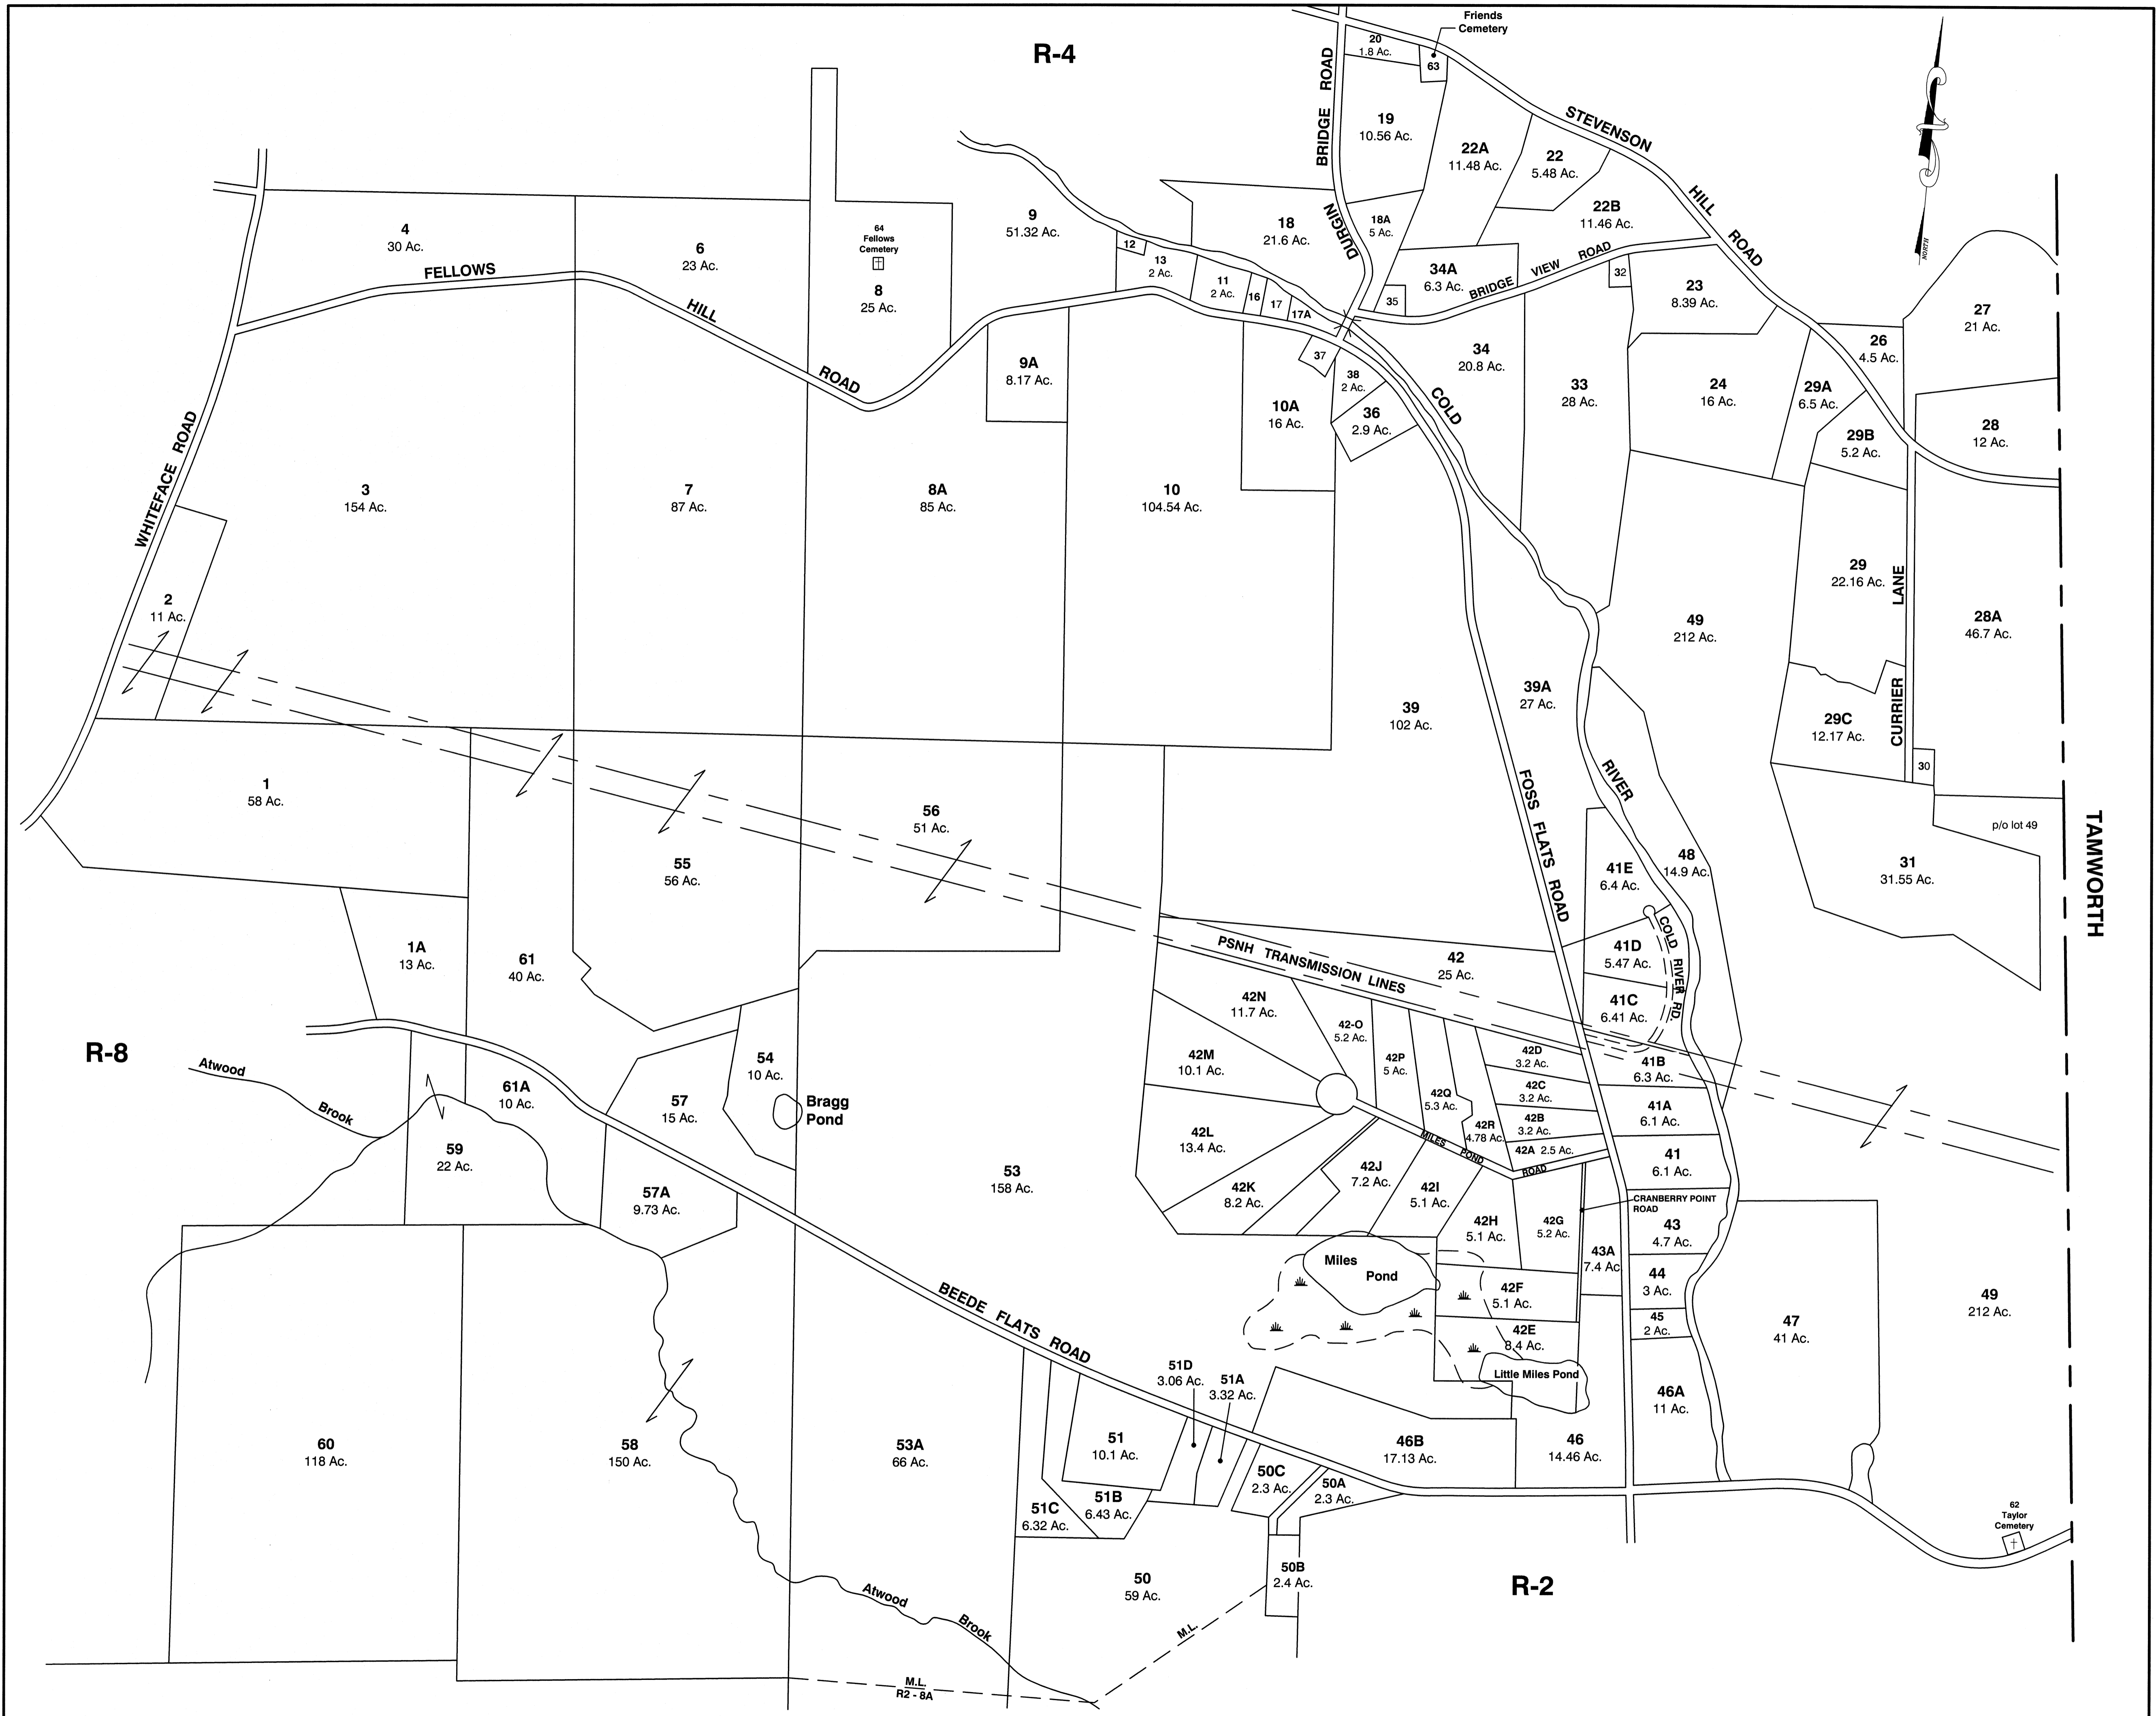 R-4
Friends
Cemetery
20
1.8 Ac.
63
BRIDGE ROAD
DURGIN
19
10.56 Ac.
STEVENSON
HILL
ROAD
22A
11.48 Ac.
22
5.48 Ac.
22B
11.46 Ac.
NORTH
4
30 Ac.
6
23 Ac.
64
Fellows
Cemetery
8
25 Ac.
9
51.32 Ac.
12
13
2 Ac.
18
21.6 Ac.
18A
5 Ac.
34A
6.3 Ac.
35
BRIDGE VIEW ROAD
32
23
8.39 Ac.
27
21 Ac.
FELLOWS
HILL
ROAD
11
2 Ac.
16
17
17A
37
38
2 Ac.
36
2.9 Ac.
9A
8.17 Ac.
10A
16 Ac.
COLD
34
20.8 Ac.
33
28 Ac.
24
16 Ac.
26
4.5 Ac.
29A
6.5 Ac.
29B
5.2 Ac.
28
12 Ac.
WHITEFACE ROAD
3
154 Ac.
7
87 Ac.
8A
85 Ac.
10
104.54 Ac.
2
11 Ac.
29
22.16 Ac.
CURRIER LANE
28A
46.7 Ac.
49
212 Ac.
39
102 Ac.
39A
27 Ac.
29C
12.17 Ac.
30
RIVER
1
58 Ac.
56
51 Ac.
55
56 Ac.
FOSS FLATS ROAD
p/o lot 49
TAMWORTH
31
31.55 Ac.
41E
6.4 Ac.
48
14.9 Ac.
1A
13 Ac.
61
40 Ac.
PSNH TRANSMISSION LINES
42
25 Ac.
41D
5.47 Ac.
COLD RIVER RD.
41C
6.41 Ac.
R-8
Atwood
Brook
42N
11.7 Ac.
42-O
5.2 Ac.
42M
10.1 Ac.
42P
5 Ac.
42Q
5.3 Ac.
42D
3.2 Ac.
42C
3.2 Ac.
42B
3.2 Ac.
42R
4.78 Ac.
42A 2.5 Ac.
41B
6.3 Ac.
41A
6.1 Ac.
41
6.1 Ac.
54
10 Ac.
Bragg
Pond
61A
10 Ac.
57
15 Ac.
59
22 Ac.
57A
9.73 Ac.
53
158 Ac.
42L
13.4 Ac.
42K
8.2 Ac.
42J
7.2 Ac.
42I
5.1 Ac.
MILES
POND
ROAD
42H
5.1 Ac.
42G
5.2 Ac.
CRANBERRY POINT
ROAD
43
4.7 Ac.
43A
7.4 Ac
Miles
Pond
42F
5.1 Ac.
44
3 Ac.
45
2 Ac.
42E
8.4 Ac.
Little Miles Pond
47
41 Ac.
49
212 Ac.
BEEDE FLATS ROAD
51D
3.06 Ac.
51A
3.32 Ac.
46A
11 Ac.
60
118 Ac.
58
150 Ac.
53A
66 Ac.
51
10.1 Ac.
46B
17.13 Ac.
46
14.46 Ac.
50C
2.3 Ac.
50A
2.3 Ac.
51C
6.32 Ac.
51B
6.43 Ac.
62
Taylor
Cemetery
50
59 Ac.
50B
2.4 Ac.
R-2
Atwood
Brook
M.L.
M.L.
R2 - 8A